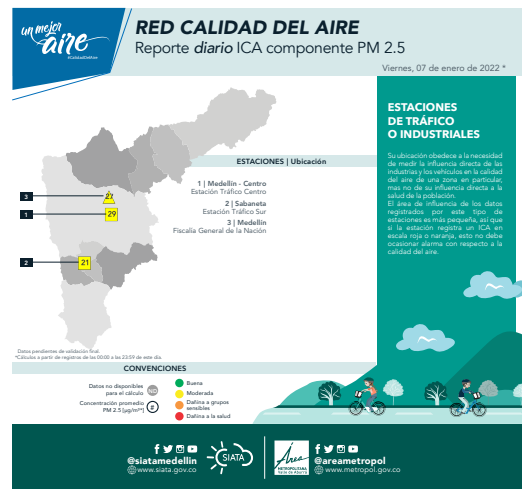 un mejor
aire
#CalidadDelAire
RED CALIDAD DEL AIRE
Reporte diario ICA componente PM 2.5
Viernes, 07 de enero de 2022 *
ESTACIONES | Ubicación
1 | Medellín - Centro
Estación Tráfico Centro
2 | Sabaneta
Estación Tráfico Sur
3 | Medellín
Fiscalía General de la Nación
3
27
1
29
2
21
ESTACIONES
DE TRÁFICO
O INDUSTRIALES
Su ubicación obedece a la necesidad
de medir la influencia directa de las
industrias y los vehículos en la calidad
del aire de una zona en particular,
mas no de su influencia directa a la
salud de la población.
El área de influencia de los datos
registrados por este tipo de
estaciones es más pequeña, así que
si la estación registra un ICA en
escala roja o naranja, esto no debe
ocasionar alarma con respecto a la
calidad del aire.
Datos pendientes de validación final.
*Cálculos a partir de registros de las 00:00 a las 23:59 de este día.
CONVENCIONES
Datos no disponibles
para el cálculo
ND
Concentración promedio
PM 2.5 [µg/m³*]
#
Buena
Moderada
Dañina a grupos
sensibles
Dañina a la salud
@siatamedellin
www.siata.gov.co
SIATA
Área
METROPOLITANA
Valle de Aburrá
@areametropol
www.metropol.gov.co